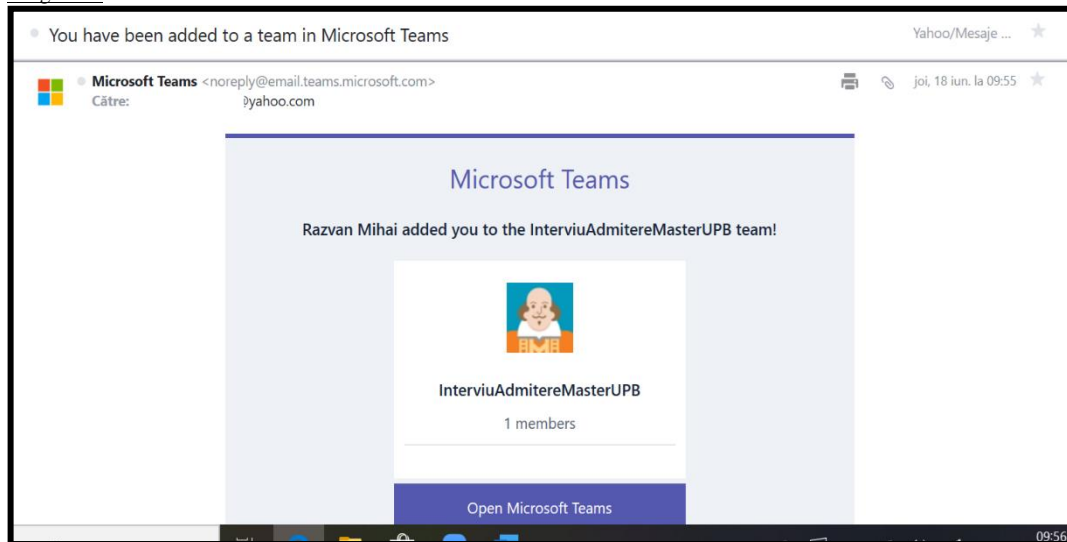 You have been added to a team in Microsoft Teams
Yahoo/Mesaje ...
Microsoft Teams <noreply@email.teams.microsoft.com>
joi, 18 iun. la 09:55
Către:
@yahoo.com
Microsoft Teams
Razvan Mihai added you to the InterviuAdmitereMasterUPB team!
InterviuAdmitereMasterUPB
1 members
Open Microsoft Teams
09:56